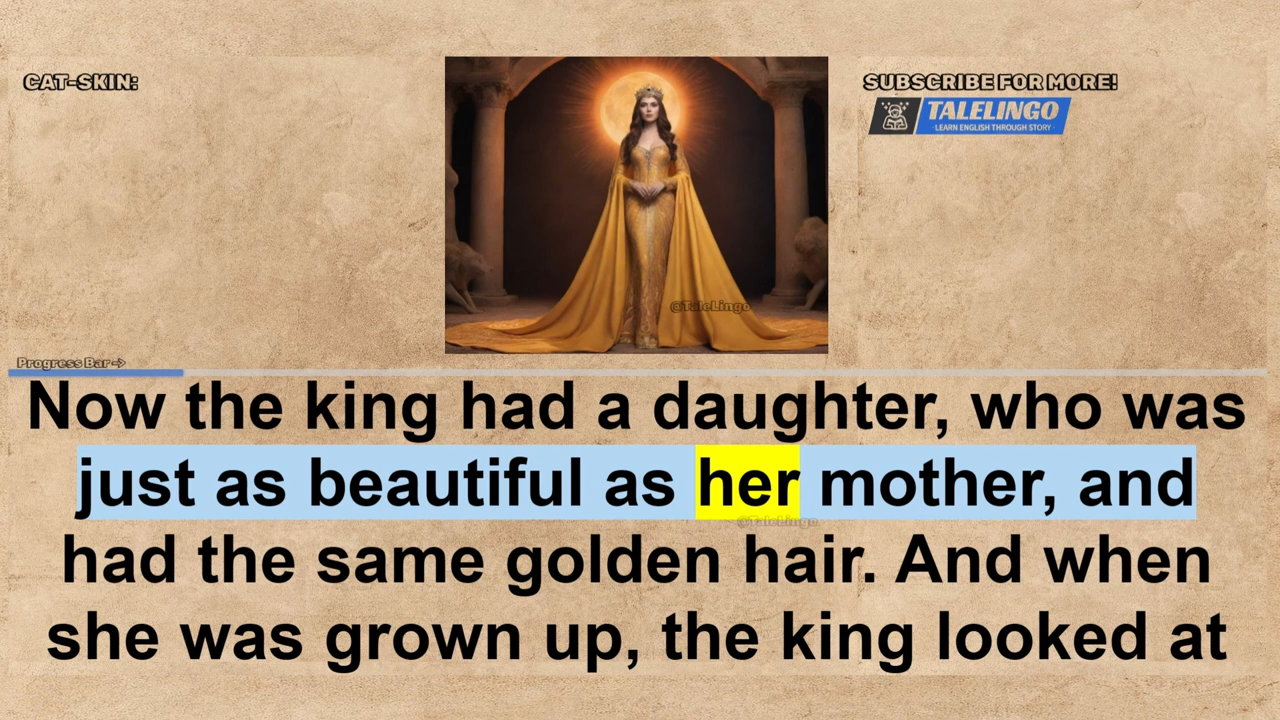 CAT-SKIN:
SUBSCRIBE FOR MORE!
TALELINGO
· LEARN ENGLISH THROUGH STORY ·
@TaleLingo
Progress Bar->
Now the king had a daughter, who was
just as beautiful as her mother, and
@TaleLingo
had the same golden hair. And when
she was grown up, the king looked at